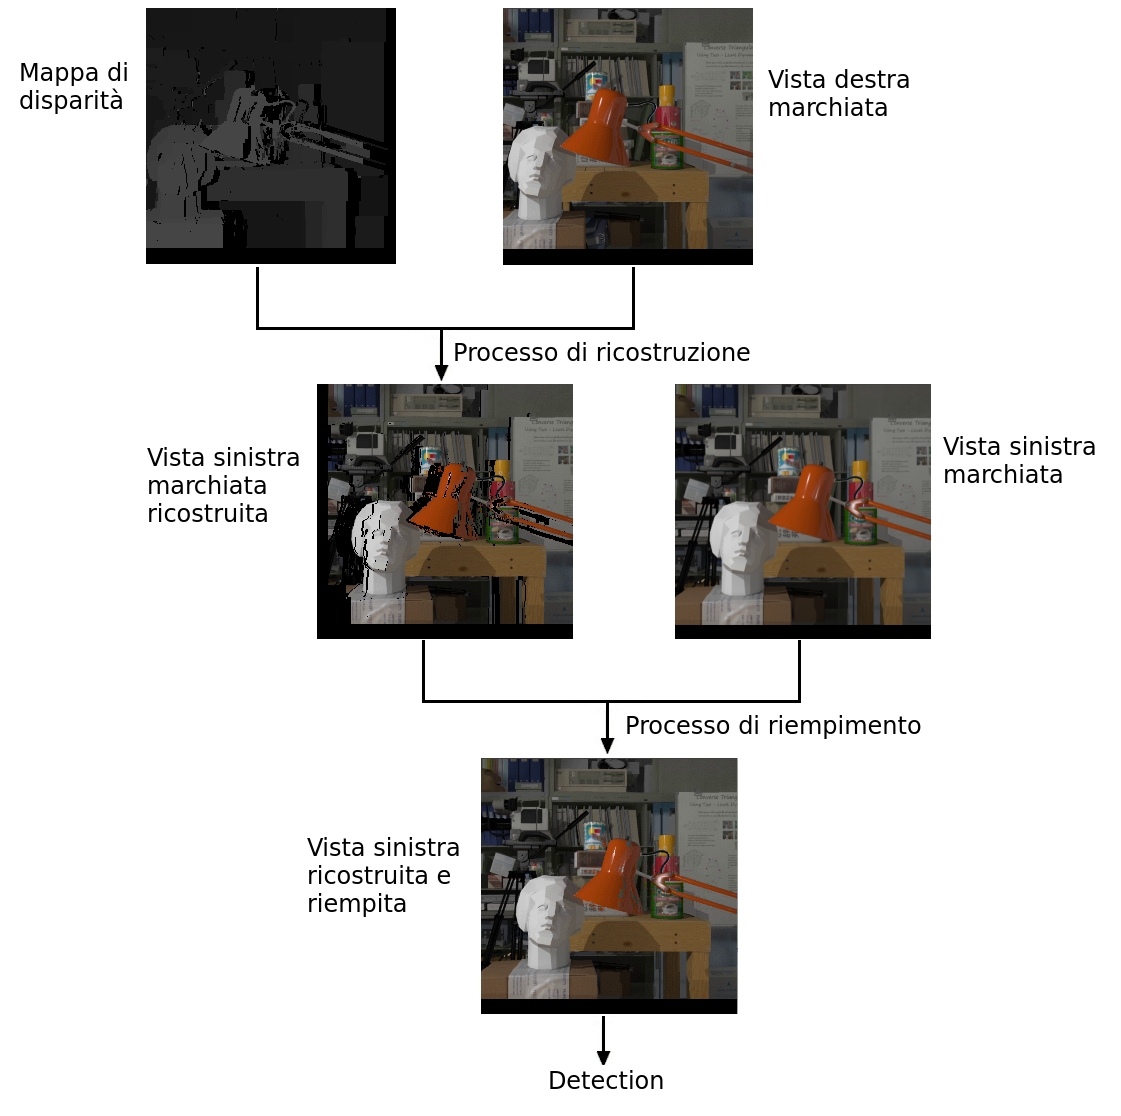 Mappa di
disparità
Vista destra
marchiata
Processo di ricostruzione
Vista sinistra
marchiata
ricostruita
Vista sinistra
marchiata
Processo di riempimento
Vista sinistra
ricostruita e
riempita
Detection